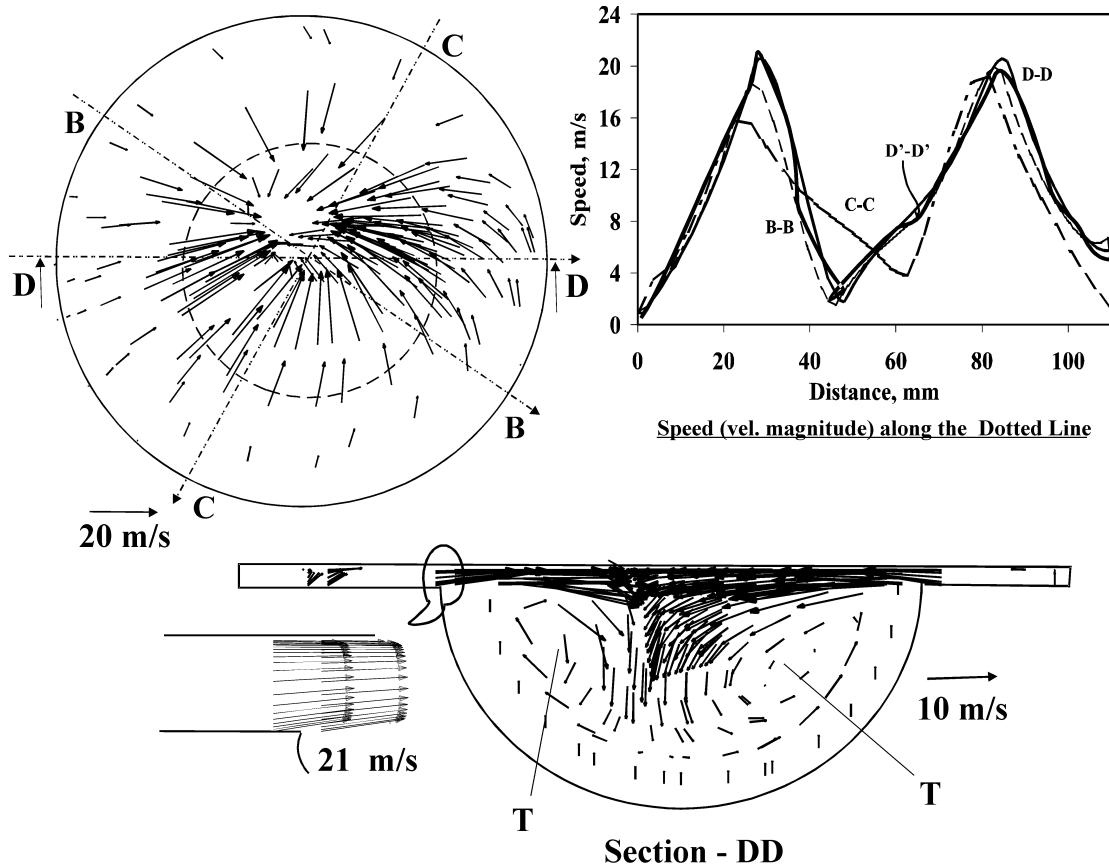 C
B
D
D
B
C
20 m/s
24
20
16
12
8
4
0
Speed, m/s
D-D
D’-D’
C-C
B-B
0
20
40
60
80
100
Distance, mm
Speed (vel. magnitude) along the Dotted Line
21 m/s
10 m/s
T
T
Section - DD